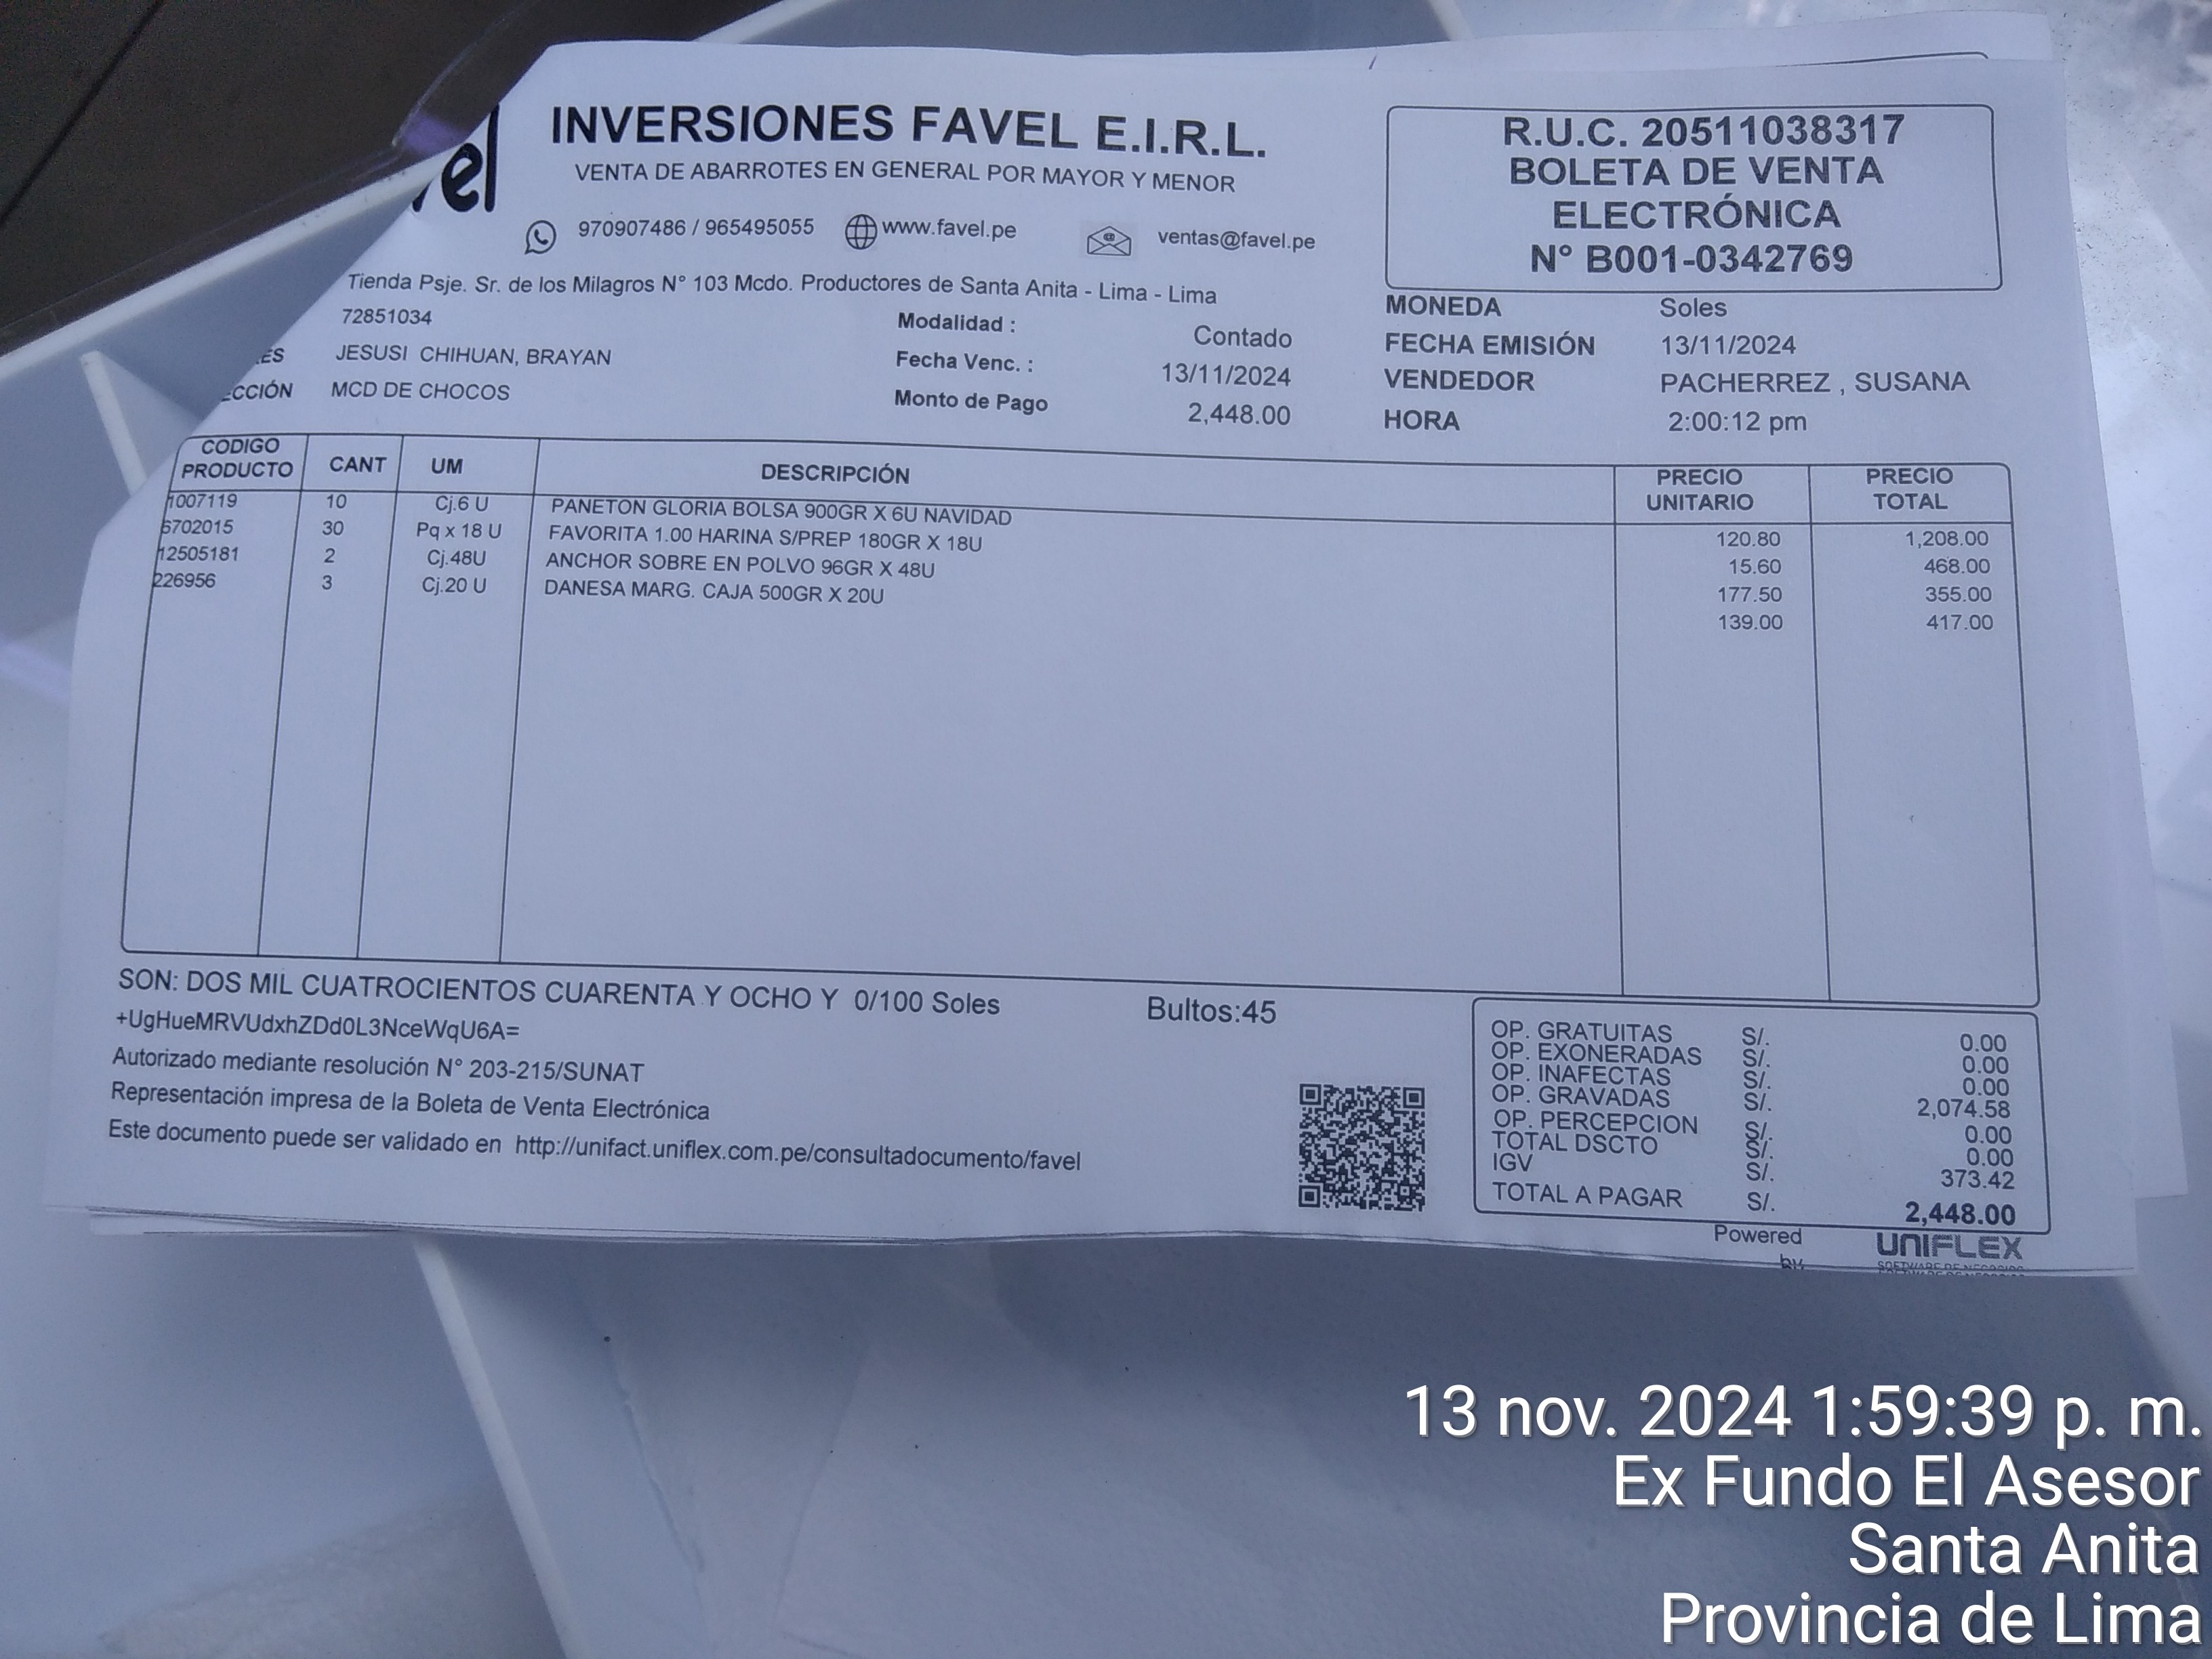 el
INVERSIONES FAVEL E.I.R.L.
VENTA DE ABARROTES EN GENERAL POR MAYOR Y MENOR
970907486 / 965495055 www.favel.pe ventas@favel.pe
Tienda Psje. Sr. de los Milagros N° 103 Mcdo. Productores de Santa Anita - Lima - Lima
R.U.C. 20511038317
BOLETA DE VENTA
ELECTRÓNICA
N° B001-0342769
72851034
ES JESUSI CHIHUAN, BRAYAN
ECCIÓN MCD DE CHOCOS
Modalidad : Contado
Fecha Venc. : 13/11/2024
Monto de Pago 2,448.00
MONEDA Soles
FECHA EMISIÓN 13/11/2024
VENDEDOR PACHERREZ , SUSANA
HORA 2:00:12 pm
CODIGO PRODUCTO CANT UM DESCRIPCIÓN PRECIO UNITARIO PRECIO TOTAL
1007119 10 Cj.6 U PANETON GLORIA BOLSA 900GR X 6U NAVIDAD 120.80 1,208.00
6702015 30 Pq x 18 U FAVORITA 1.00 HARINA S/PREP 180GR X 18U 15.60 468.00
12505181 2 Cj.48U ANCHOR SOBRE EN POLVO 96GR X 48U 177.50 355.00
226956 3 Cj.20 U DANESA MARG. CAJA 500GR X 20U 139.00 417.00
SON: DOS MIL CUATROCIENTOS CUARENTA Y OCHO Y 0/100 Soles
Bultos:45
+UgHueMRVUdxhZDd0L3NceWqU6A=
Autorizado mediante resolución N° 203-215/SUNAT
Representación impresa de la Boleta de Venta Electrónica
Este documento puede ser validado en http://unifact.uniflex.com.pe/consultadocumento/favel
OP. GRATUITAS S/. 0.00
OP. EXONERADAS S/. 0.00
OP. INAFECTAS S/. 0.00
OP. GRAVADAS S/. 2,074.58
OP. PERCEPCION S/. 0.00
TOTAL DSCTO S/. 0.00
IGV S/. 373.42
TOTAL A PAGAR S/. 2,448.00
Powered by UNIFLEX
SOFTWARE DE NEGOCIOS
13 nov. 2024 1:59:39 p. m.
Ex Fundo El Asesor
Santa Anita
Provincia de Lima